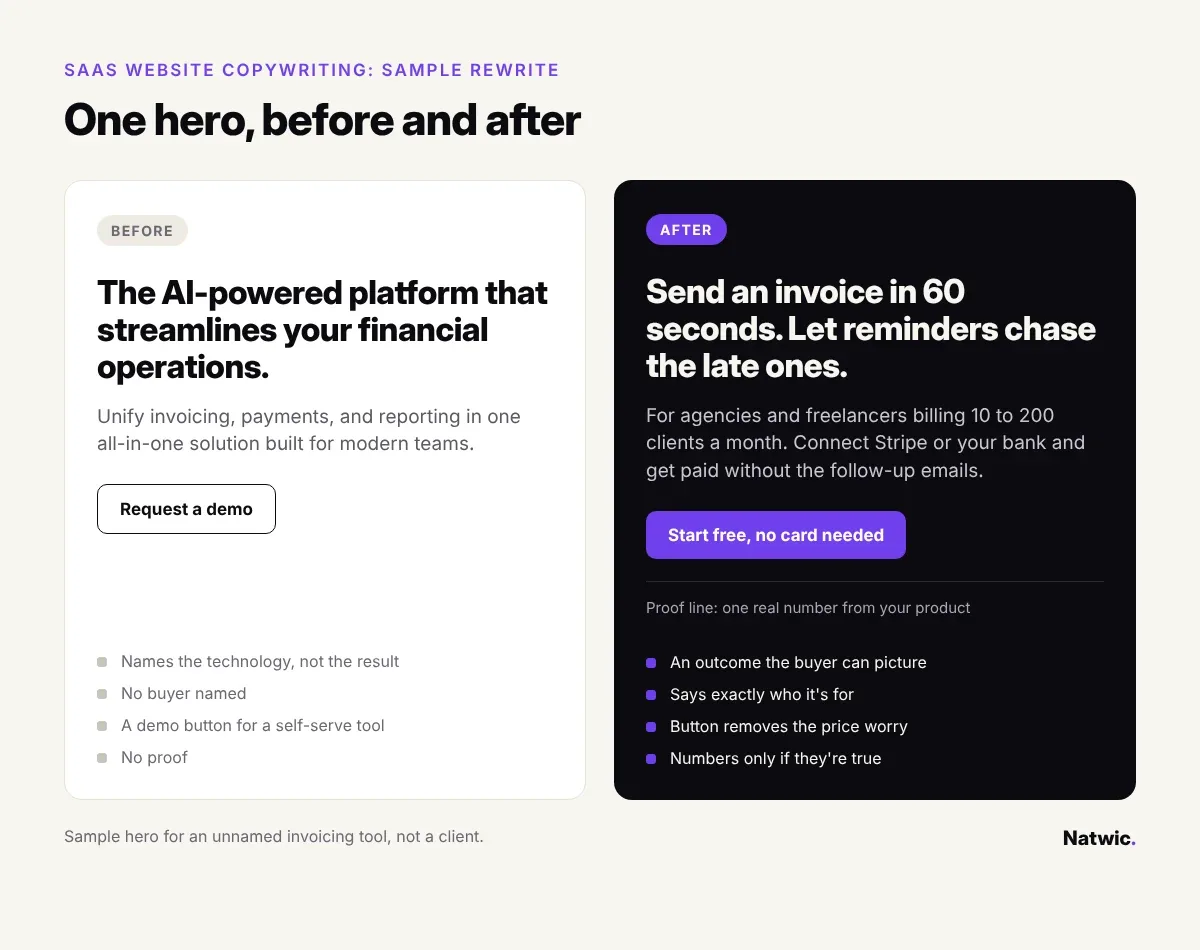 SAAS WEBSITE COPYWRITING: SAMPLE REWRITE
One hero, before and after
BEFORE
The AI-powered platform that
streamlines your financial
operations.
Unify invoicing, payments, and reporting in one
all-in-one solution built for modern teams.
Request a demo
Names the technology, not the result
No buyer named
A demo button for a self-serve tool
No proof
AFTER
Send an invoice in 60
seconds. Let reminders chase
the late ones.
For agencies and freelancers billing 10 to 200
clients a month. Connect Stripe or your bank and
get paid without the follow-up emails.
Start free, no card needed
Proof line: one real number from your product
An outcome the buyer can picture
Says exactly who it's for
Button removes the price worry
Numbers only if they're true
Sample hero for an unnamed invoicing tool, not a client.
Natwic.